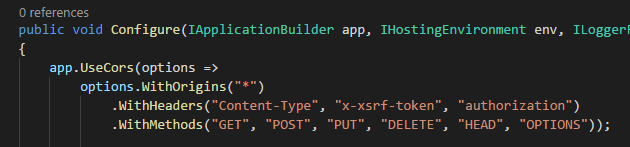 0 references
public void Configure(IApplicationBuilder app, IHostingEnvironment env, ILoggerF
{
app.UseCors(options =>
options.WithOrigins("*")
.WithHeaders("Content-Type", "x-xsrf-token", "authorization")
.WithMethods("GET", "POST", "PUT", "DELETE", "HEAD", "OPTIONS"));